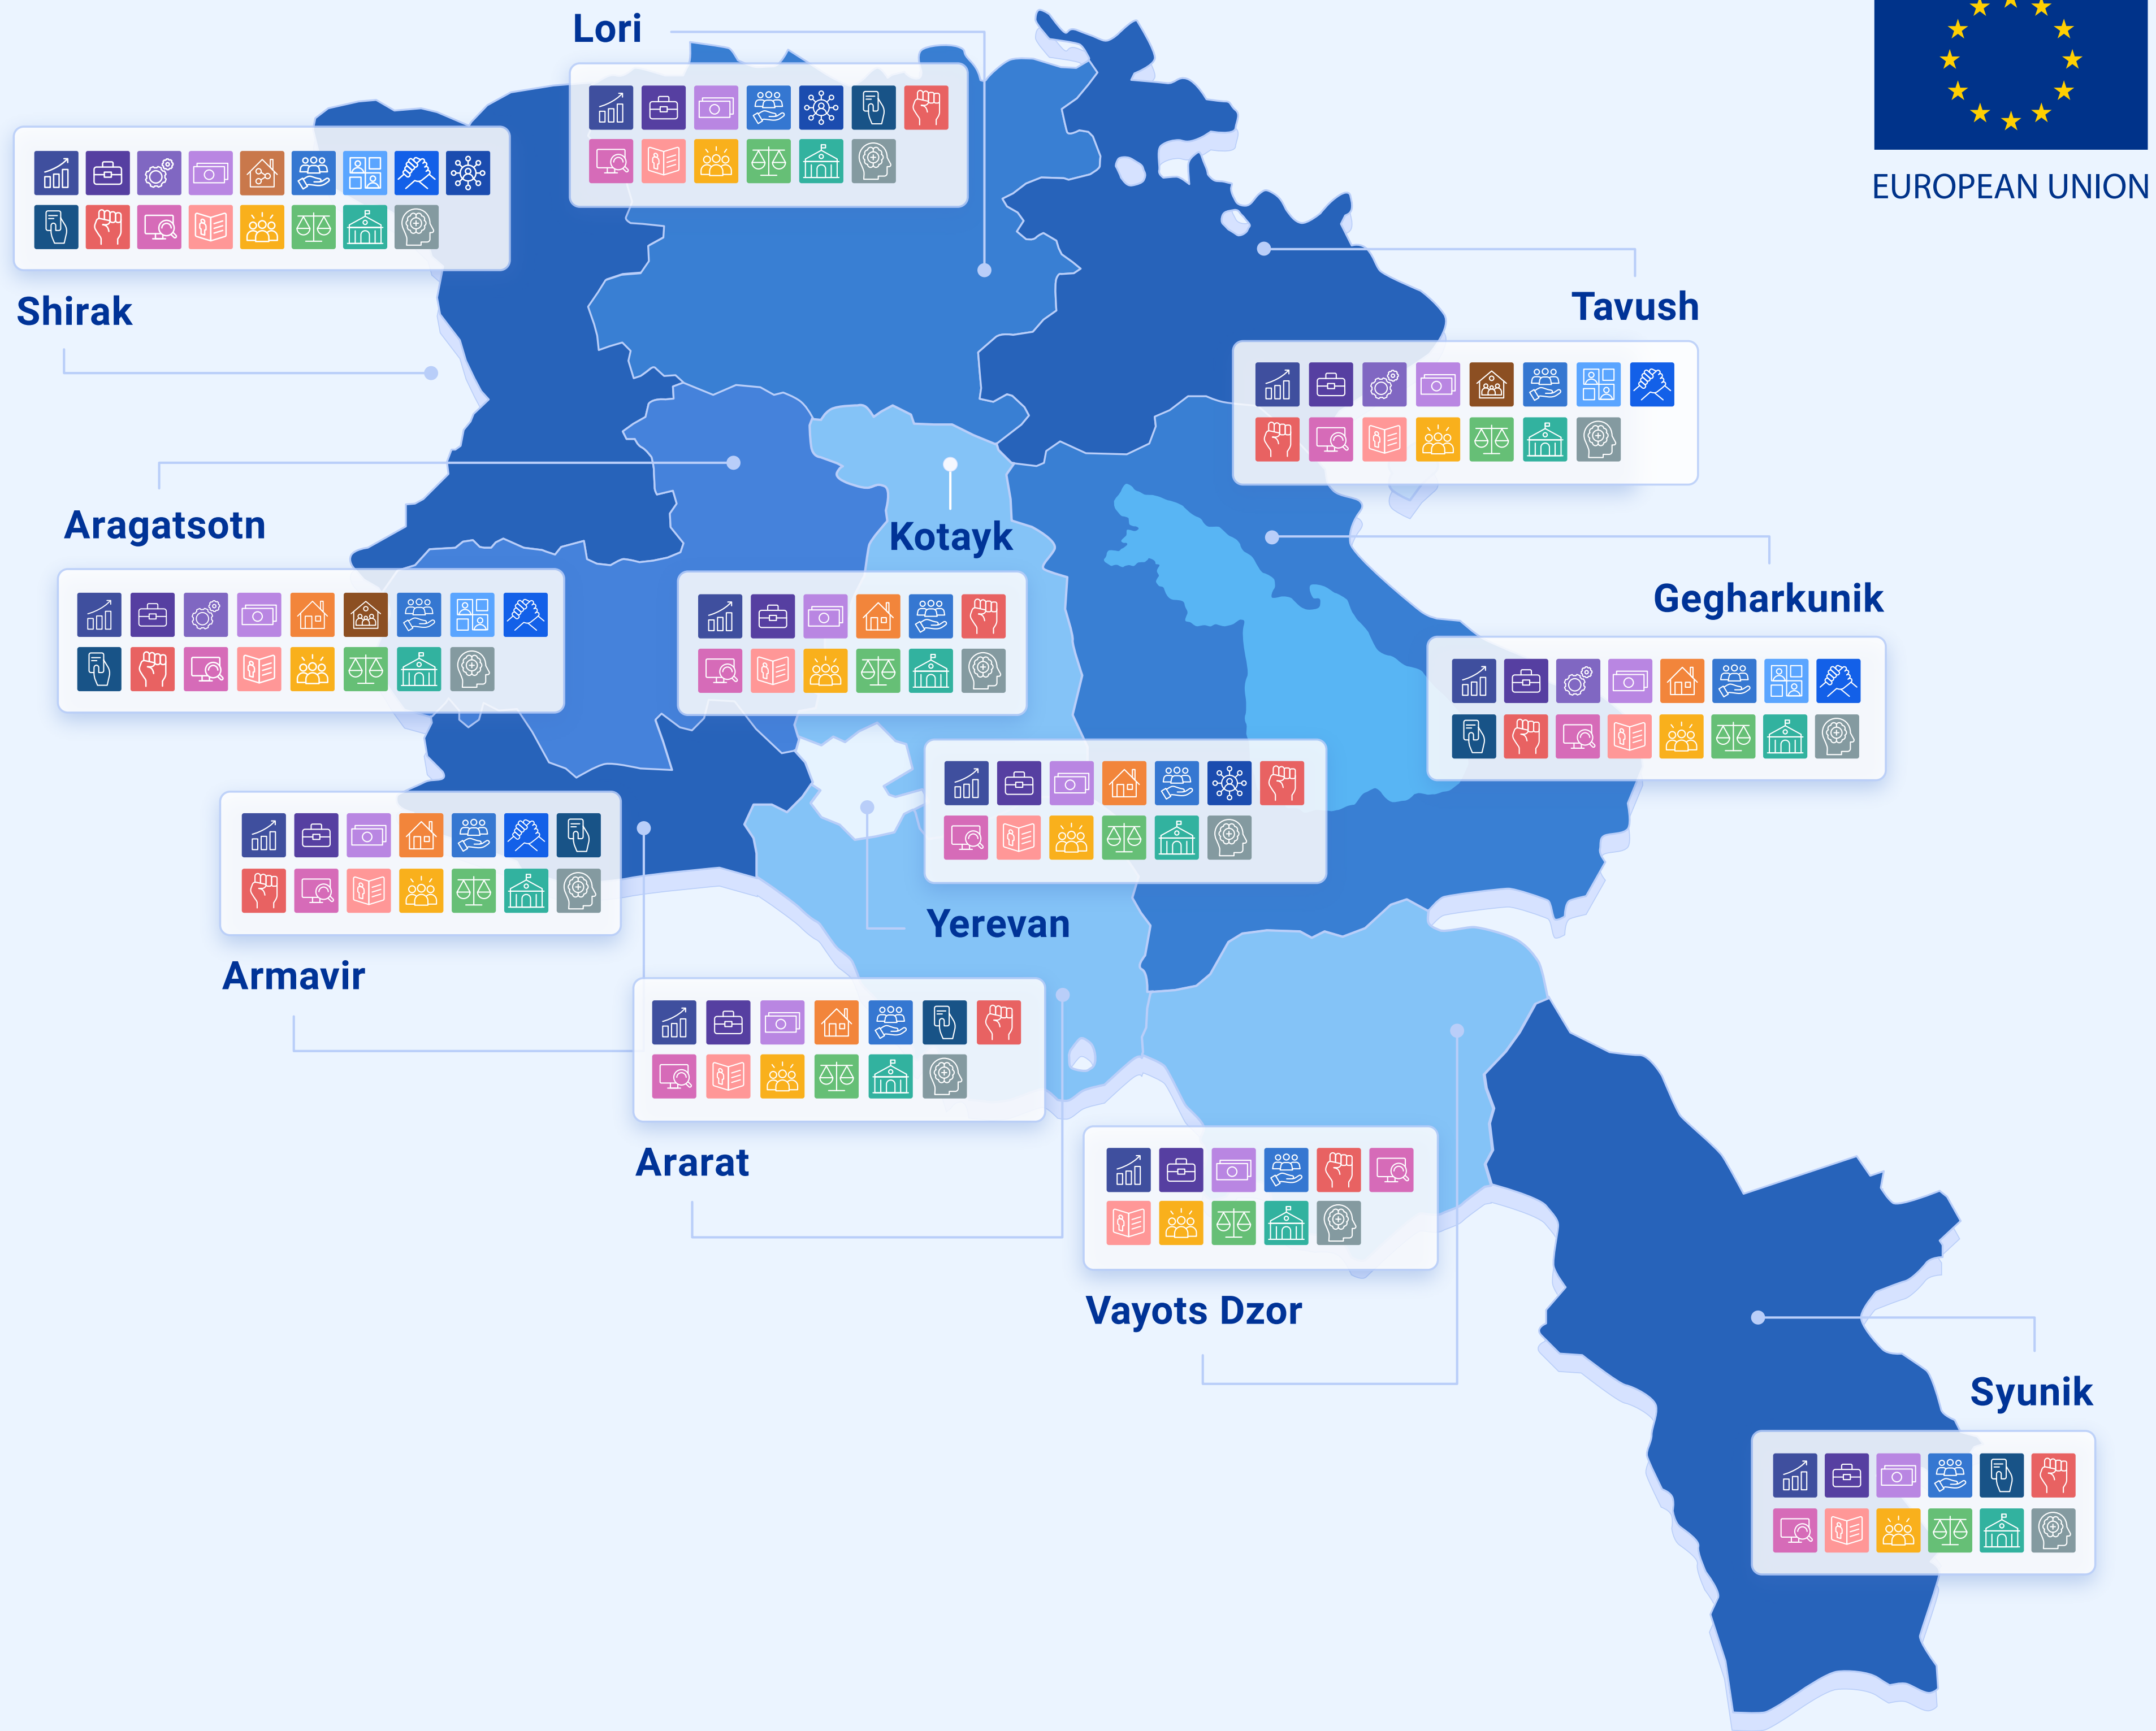 Lori
EUROPEAN UNION
Shirak
Tavush
Aragatsotn
Kotayk
Gegharkunik
Yerevan
Armavir
Ararat
Vayots Dzor
Syunik